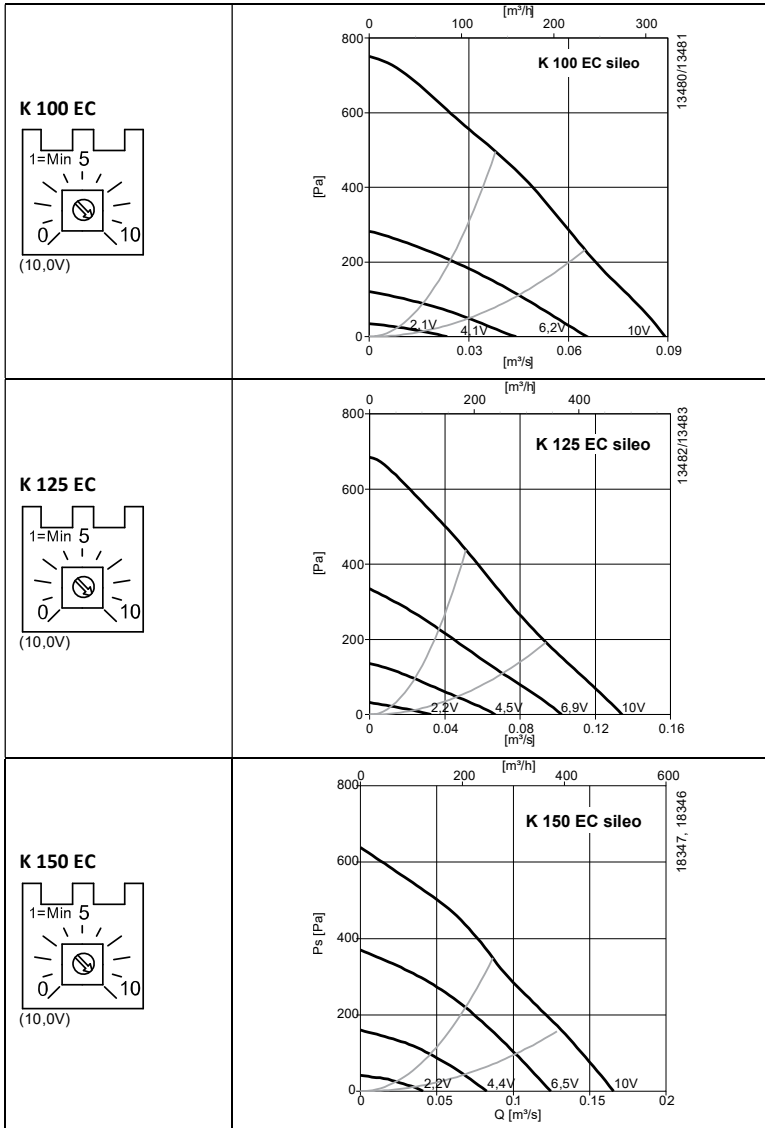 K 100 EC
1=Min 5
0 10
(10,0V)
[m³/h]
0 100 200 300
800
600
400
200
0
[Pa]
K 100 EC sileo
13480/13481
2,1V 4,1V 6,2V 10V
0 0.03 0.06 0.09
[m³/s]
K 125 EC
1=Min 5
0 10
(10,0V)
[m³/h]
0 200 400
800
600
400
200
0
[Pa]
K 125 EC sileo
13482/13483
2,2V 4,5V 6,9V 10V
0 0.04 0.08 0.12 0.16
[m³/s]
K 150 EC
1=Min 5
0 10
(10,0V)
[m³/h]
0 200 400 600
800
600
400
200
0
Ps [Pa]
K 150 EC sileo
18347, 18346
2,2V 4,4V 6,5V 10V
0 0.05 0.1 0.15 02
Q [m³/s]